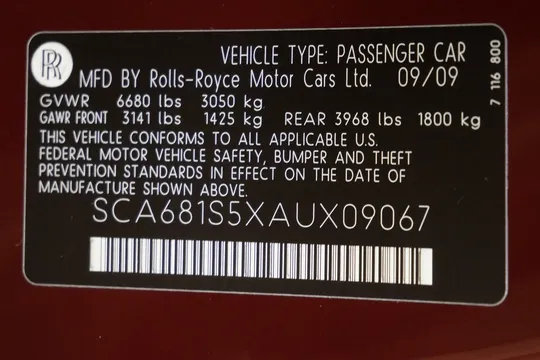 RR
VEHICLE TYPE: PASSENGER CAR
MFD BY Rolls-Royce Motor Cars Ltd. 09/09
GVWR 6680 lbs 3050 kg
GAWR FRONT 3141 lbs 1425 kg REAR 3968 lbs 1800 kg
THIS VEHICLE CONFORMS TO ALL APPLICABLE U.S.
FEDERAL MOTOR VEHICLE SAFETY, BUMPER AND THEFT
PREVENTION STANDARDS IN EFFECT ON THE DATE OF
MANUFACTURE SHOWN ABOVE.
SCA681S5XAUX09067
7 116 800